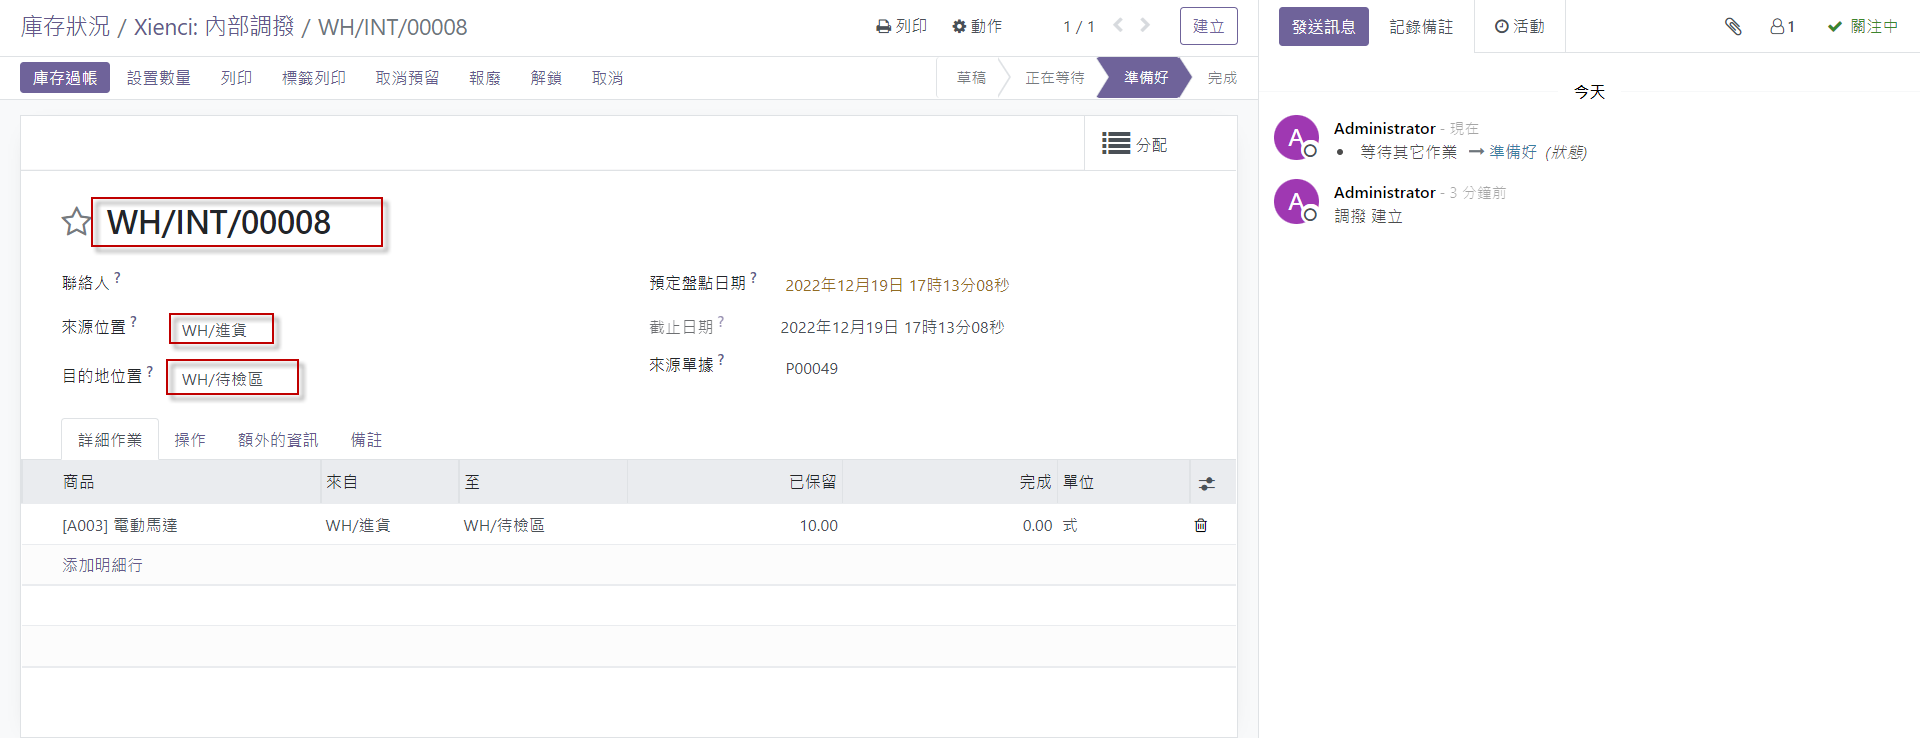 庫存狀況 / Xienci: 內部調撥 / WH/INT/00008
列印 動作 1 / 1 建立
庫存過帳 設置數量 列印 標籤列印 取消預留 報廢 解鎖 取消 草稿 正在等待 準備好 完成
分配
WH/INT/00008
聯絡人 ? 預定盤點日期 ? 2022年12月19日 17時13分08秒
來源位置 ? WH/進貨 截止日期 ? 2022年12月19日 17時13分08秒
目的地位置 ? WH/待檢區 來源單據 ? P00049
詳細作業 操作 額外的資訊 備註
商品 來自 至 已保留 完成 單位
[A003] 電動馬達 WH/進貨 WH/待檢區 10.00 0.00 式
添加明細行
發送訊息 記錄備註 活動 1 關注中
今天
A Administrator - 現在
• 等待其它作業 → 準備好 (狀態)
A Administrator - 3 分鐘前
調撥 建立